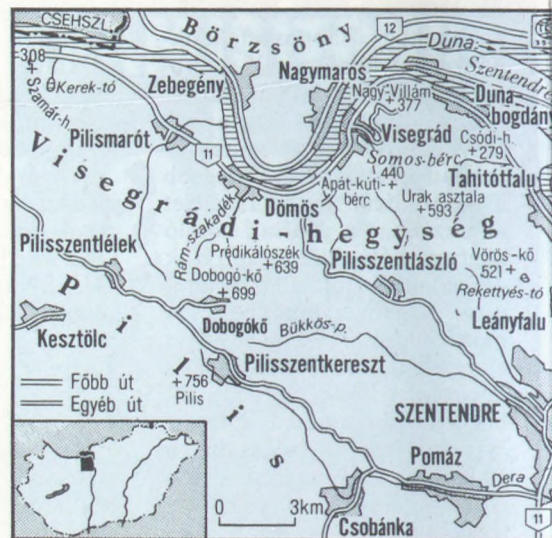 CSEHSZL.
Börzsöny
12
Duna
308
Kerek-tó
Szamár-h.
Zebegény
Nagymaros
Szentendre
Nagy-Villám
+377
Duna
bogdány
Pilismarót
11
Visegrád
Csódi-h.
+279
Somos-bérc
440
Apát-kúti-
bérc
Urak asztala
+593
Tahitótfalu
Dömös
Visegrádi-hegység
Rám-szakadék
Pilisszentlélek
Prédikálószék
+639
Dobogó-kő
+699
Pilisszentlászló
Vörös-kő
521+
Rekettyés-tó
Leányfalu
Pilis
Kesztölc
Dobogókő
Bükkös-p.
Főbb út
Egyéb út
+756
Pilis
Pilisszentkereszt
SZENTENDRE
Pomáz
Dera
0 3km
Csobánka
11